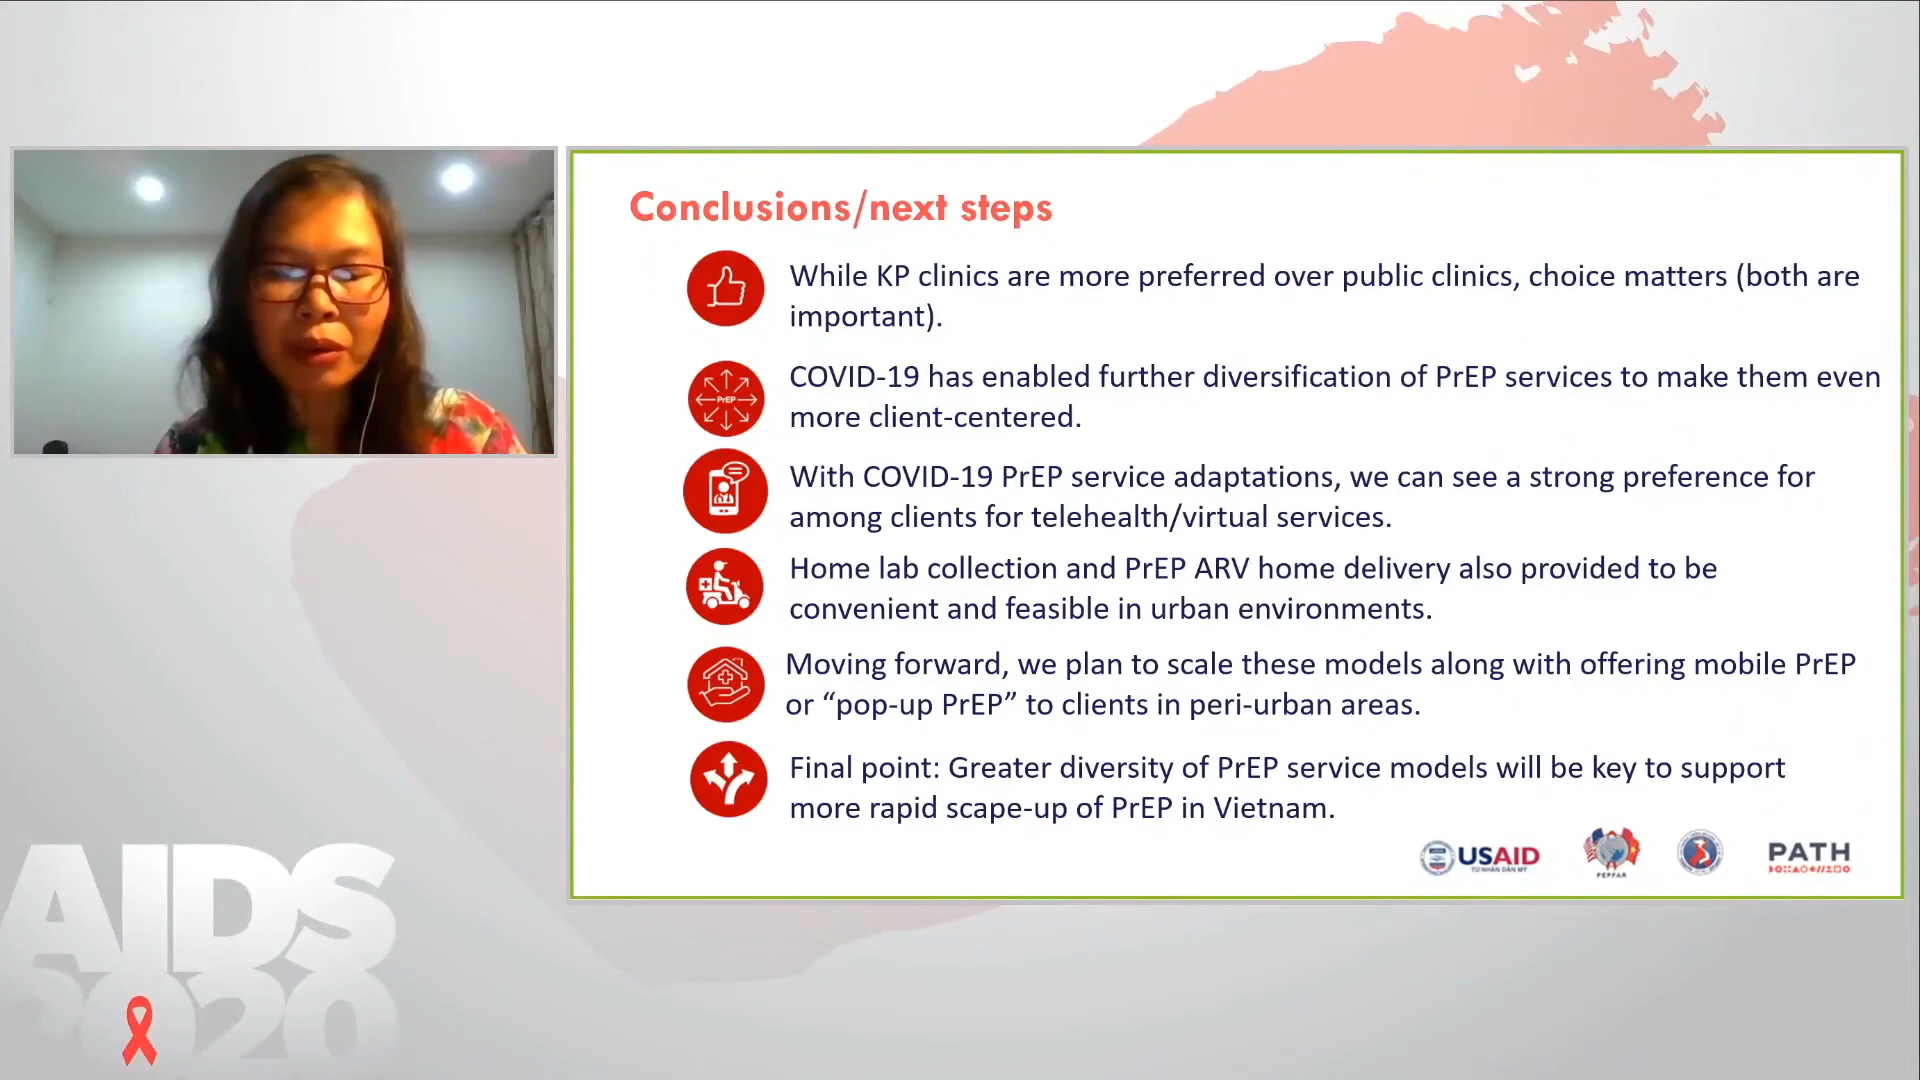 Conclusions/next steps
While KP clinics are more preferred over public clinics, choice matters (both are
important).
PrEP
COVID-19 has enabled further diversification of PrEP services to make them even
more client-centered.
With COVID-19 PrEP service adaptations, we can see a strong preference for
among clients for telehealth/virtual services.
Home lab collection and PrEP ARV home delivery also provided to be
convenient and feasible in urban environments.
Moving forward, we plan to scale these models along with offering mobile PrEP
or “pop-up PrEP” to clients in peri-urban areas.
Final point: Greater diversity of PrEP service models will be key to support
more rapid scape-up of PrEP in Vietnam.
USAID
TỪ NHÂN DÂN MỸ
PEPFAR
PATH
AIDS
2020